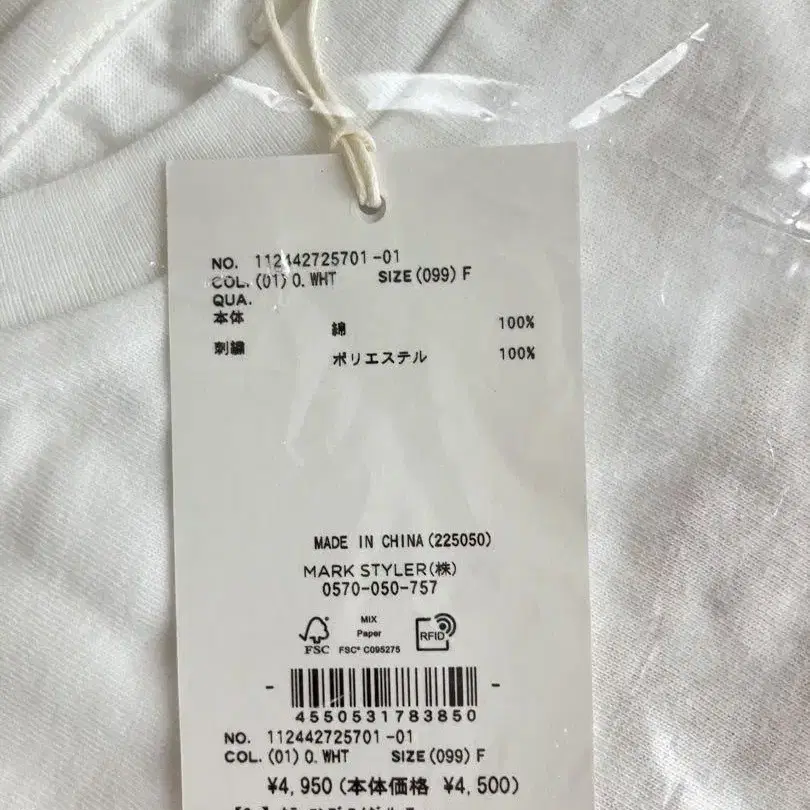 NO. 112442725701-01
COL. (01) O. WHT SIZE (099) F
QUA.
本体 綿 100%
刺繍 ポリエステル 100%
MADE IN CHINA (225050)
MARK STYLER(株)
0570-050-757
MIX
Paper
FSC FSC® C095275
RFID
4550531783850
NO. 112442725701-01
COL. (01) O. WHT SIZE (099) F
¥4,950 (本体価格 ¥4,500)